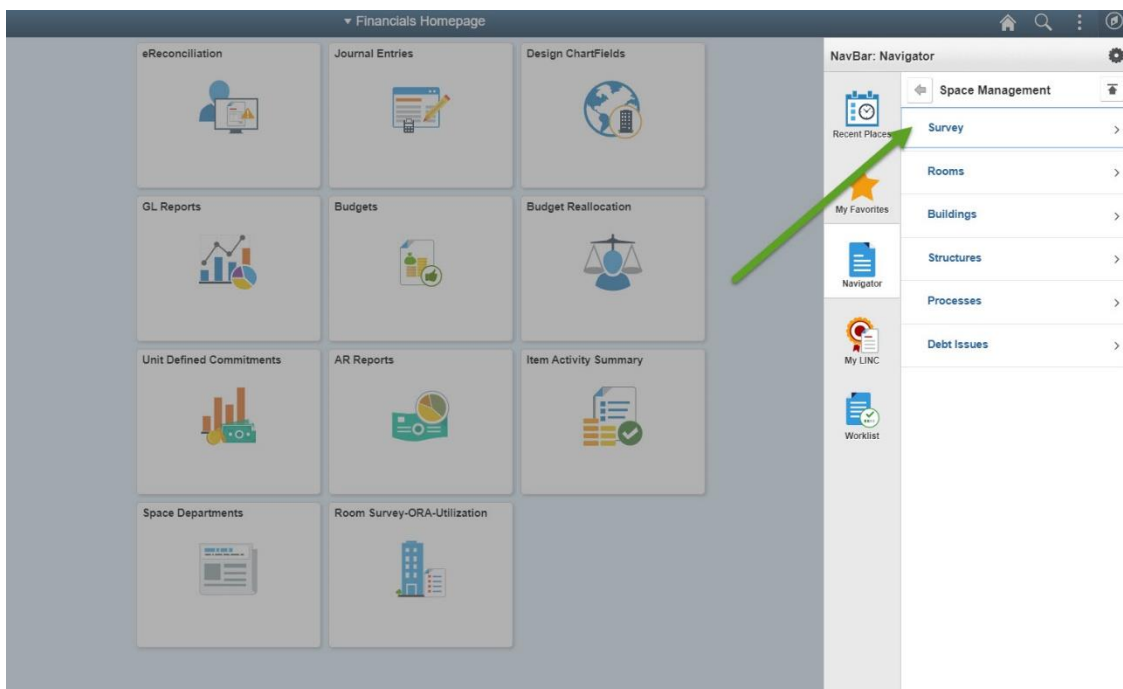 ▾ Financials Homepage
eReconciliation
Journal Entries
Design ChartFields
GL Reports
Budgets
Budget Reallocation
Unit Defined Commitments
AR Reports
Item Activity Summary
Space Departments
Room Survey-ORA-Utilization
NavBar: Navigator
Recent Places
My Favorites
Navigator
My LINC
Worklist
Space Management
Survey
Rooms
Buildings
Structures
Processes
Debt Issues